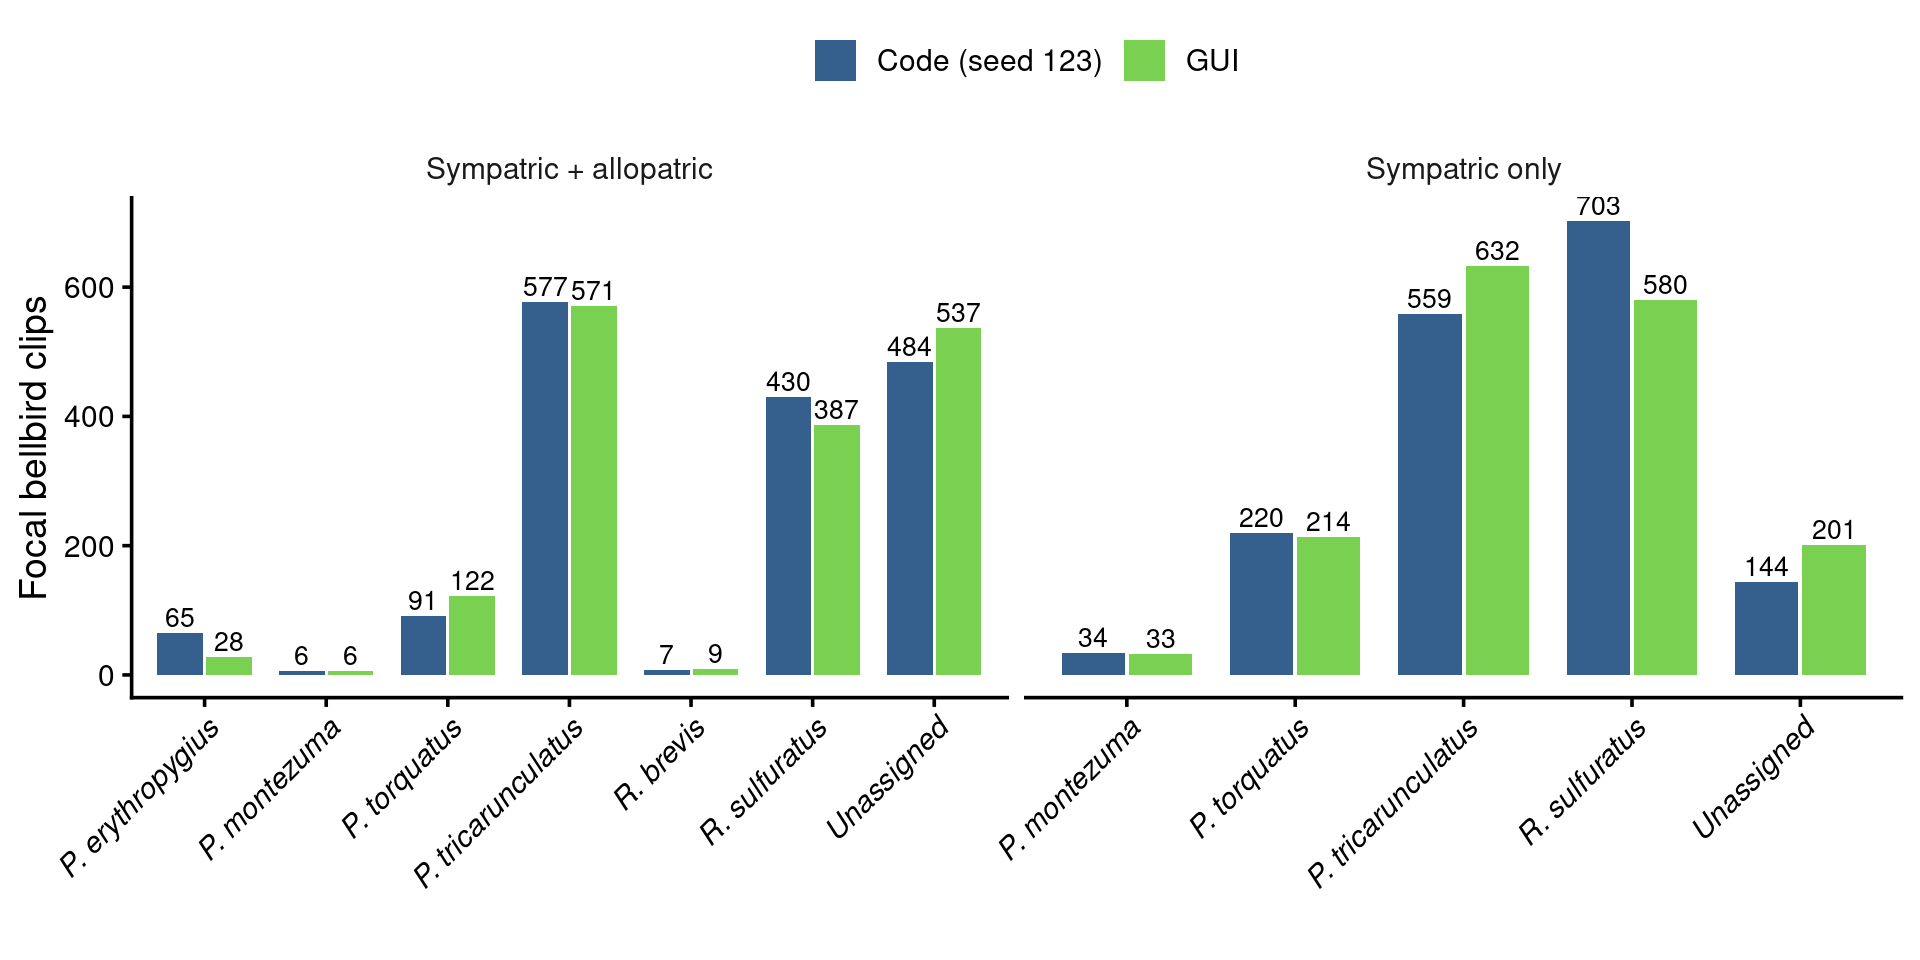 Code (seed 123) GUI
Sympatric + allopatric
Sympatric only
Focal bellbird clips
600
400
200
0
65
28
6
6
91
122
577
571
7
9
430
387
484
537
34
33
220
214
559
632
703
580
144
201
P. erythropygius
P. montezuma
P. torquatus
P. tricarunculatus
R. brevis
R. sulfuratus
Unassigned
P. montezuma
P. torquatus
P. tricarunculatus
R. sulfuratus
Unassigned